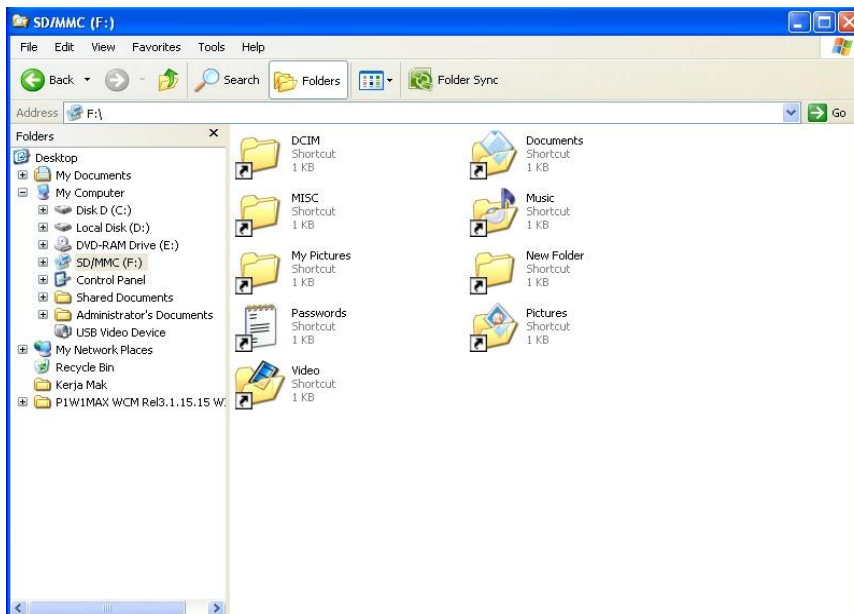 SD/MMC (F:)
File Edit View Favorites Tools Help
Back Search Folders Folder Sync
Address F:\ Go
Folders
Desktop
My Documents
My Computer
Disk D (C:)
Local Disk (D:)
DVD-RAM Drive (E:)
SD/MMC (F:)
Control Panel
Shared Documents
Administrator's Documents
USB Video Device
My Network Places
Recycle Bin
Kerja Mak
P1W1MAX WCM Rel3.1.15.15
DCIM
Shortcut
1 KB
Documents
Shortcut
1 KB
MISC
Shortcut
1 KB
Music
Shortcut
1 KB
My Pictures
Shortcut
1 KB
New Folder
Shortcut
1 KB
Passwords
Shortcut
1 KB
Pictures
Shortcut
1 KB
Video
Shortcut
1 KB